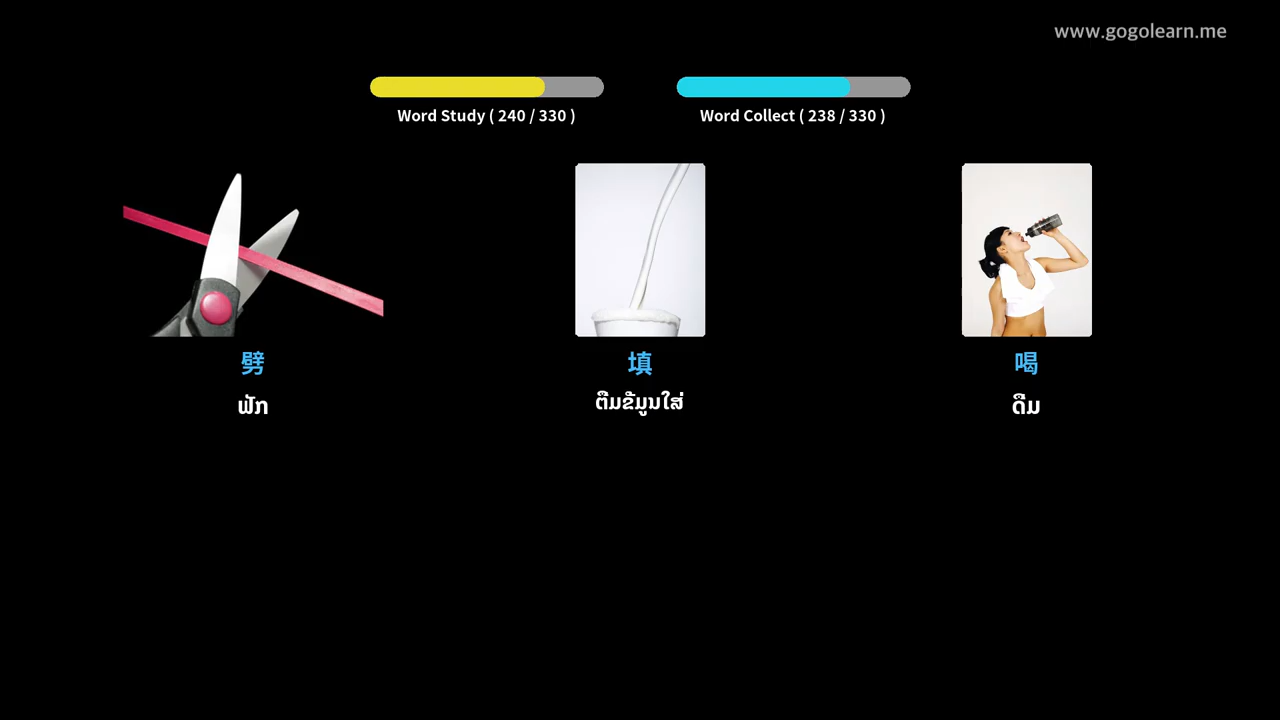 www.gogolearn.me
Word Study ( 240 / 330 )
Word Collect ( 238 / 330 )
劈
填
喝
ຟັກ
ຕື່ມຂໍ້ມູນໃສ່
ດື່ມ